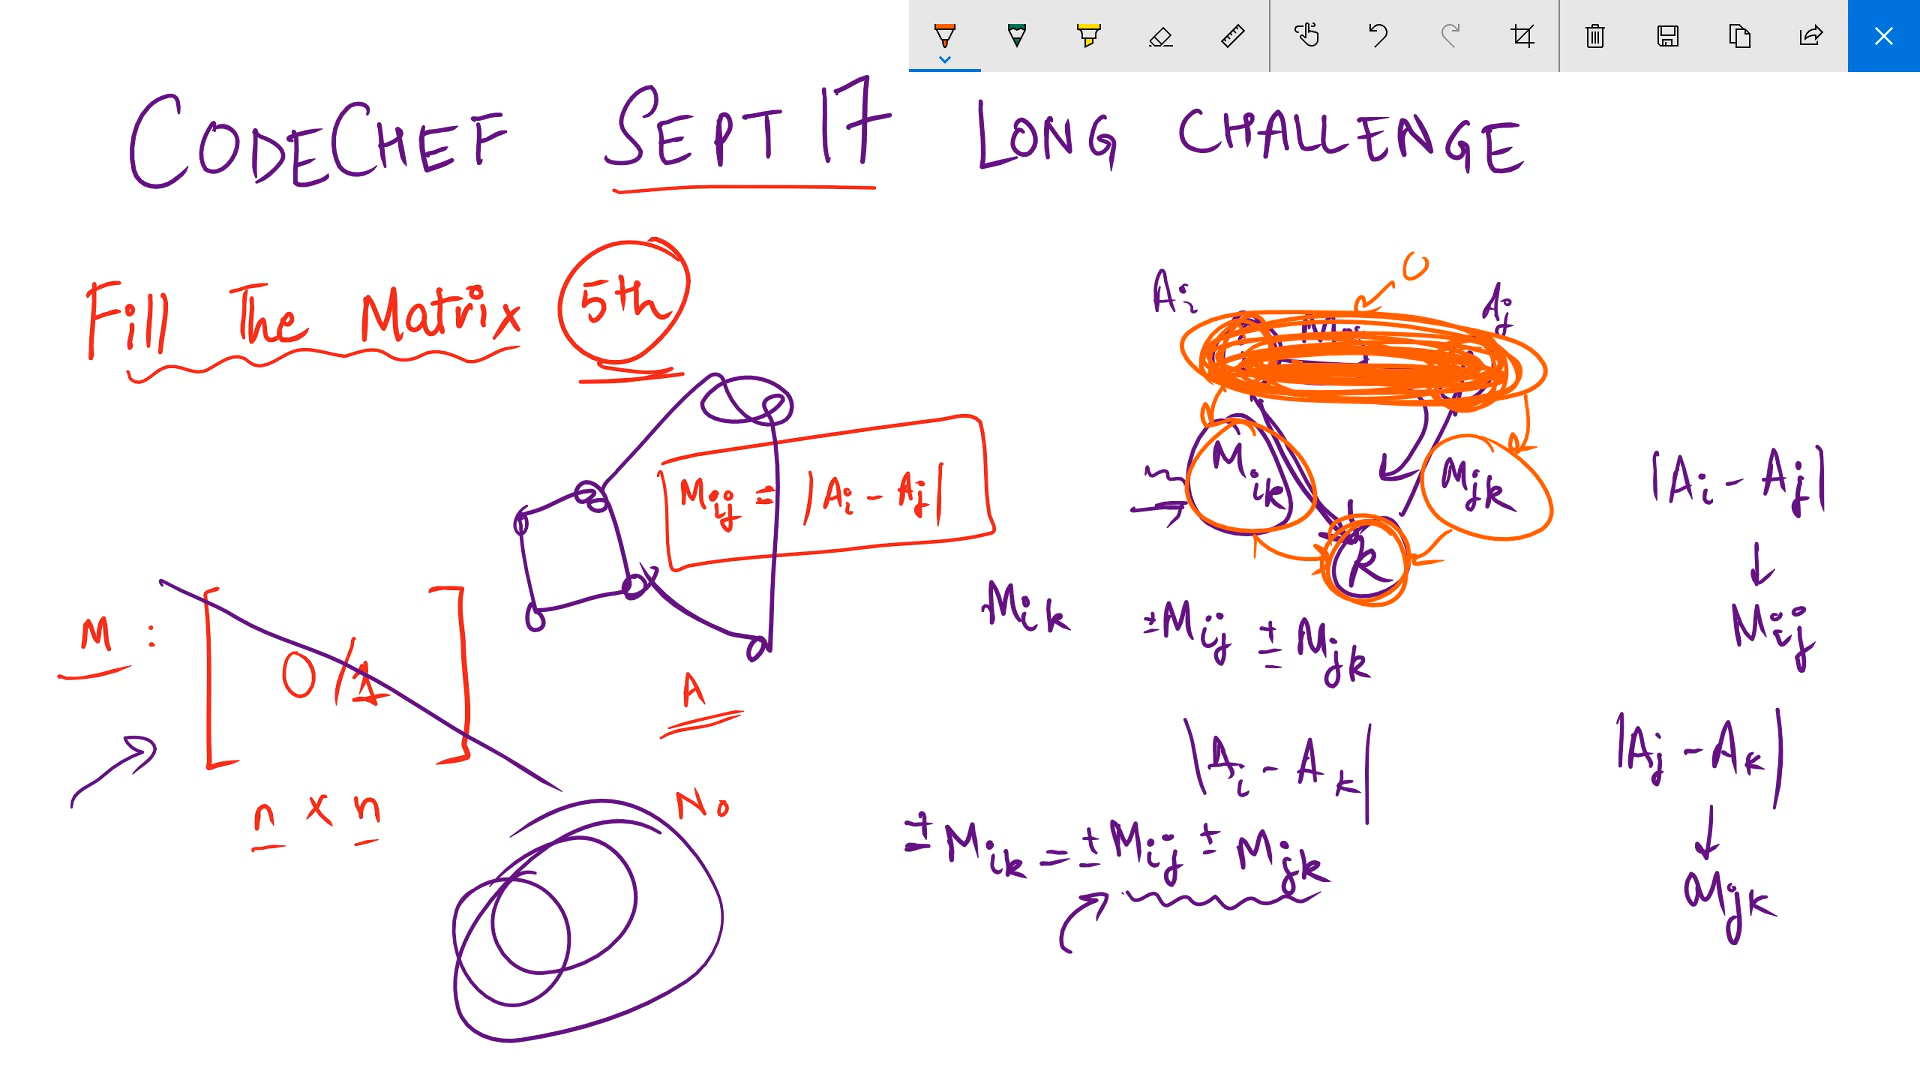 CODECHEF SEPT 17 LONG CHALLENGE
Fill The Matrix 5th
0
Ai Aj
Mij = |Ai - Aj|
Mik Mjk
k
|Ai - Aj|
Mik ±Mij ± Mjk
Mij
M : [ 0/1 ]
A
n x n
No
|Ai - Ak|
|Aj - Ak|
±Mik = ±Mij ± Mjk
Mjk